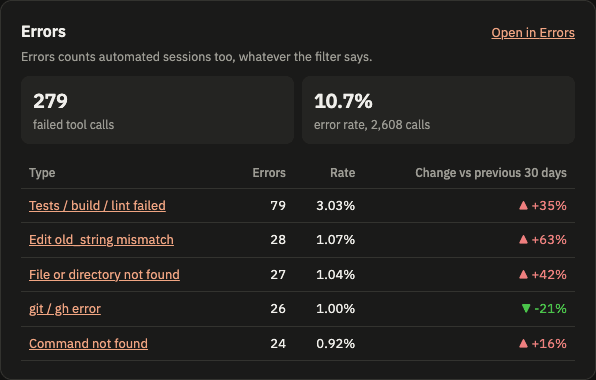 Errors
Open in Errors
Errors counts automated sessions too, whatever the filter says.
279
failed tool calls
10.7%
error rate, 2,608 calls
Type Errors Rate Change vs previous 30 days
Tests / build / lint failed 79 3.03% ▲ +35%
Edit old_string mismatch 28 1.07% ▲ +63%
File or directory not found 27 1.04% ▲ +42%
git / gh error 26 1.00% ▼ -21%
Command not found 24 0.92% ▲ +16%